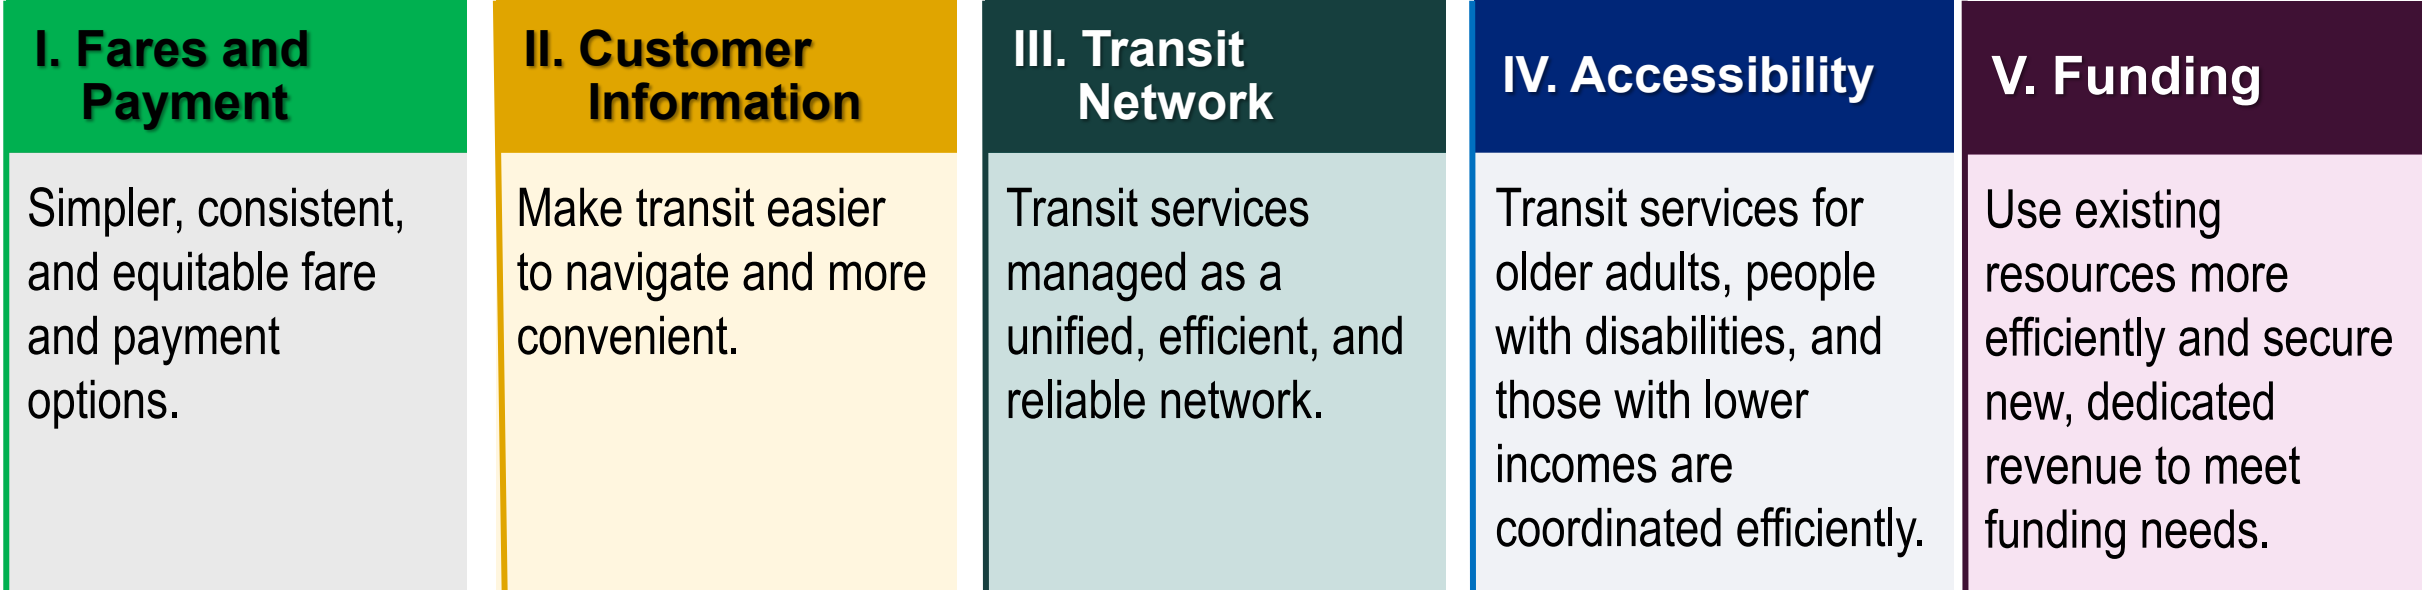 I. Fares and
Payment
Simpler, consistent,
and equitable fare
and payment
options.
II. Customer
Information
Make transit easier
to navigate and more
convenient.
III. Transit
Network
Transit services
managed as a
unified, efficient, and
reliable network.
IV. Accessibility
Transit services for
older adults, people
with disabilities, and
those with lower
incomes are
coordinated efficiently.
V. Funding
Use existing
resources more
efficiently and secure
new, dedicated
revenue to meet
funding needs.